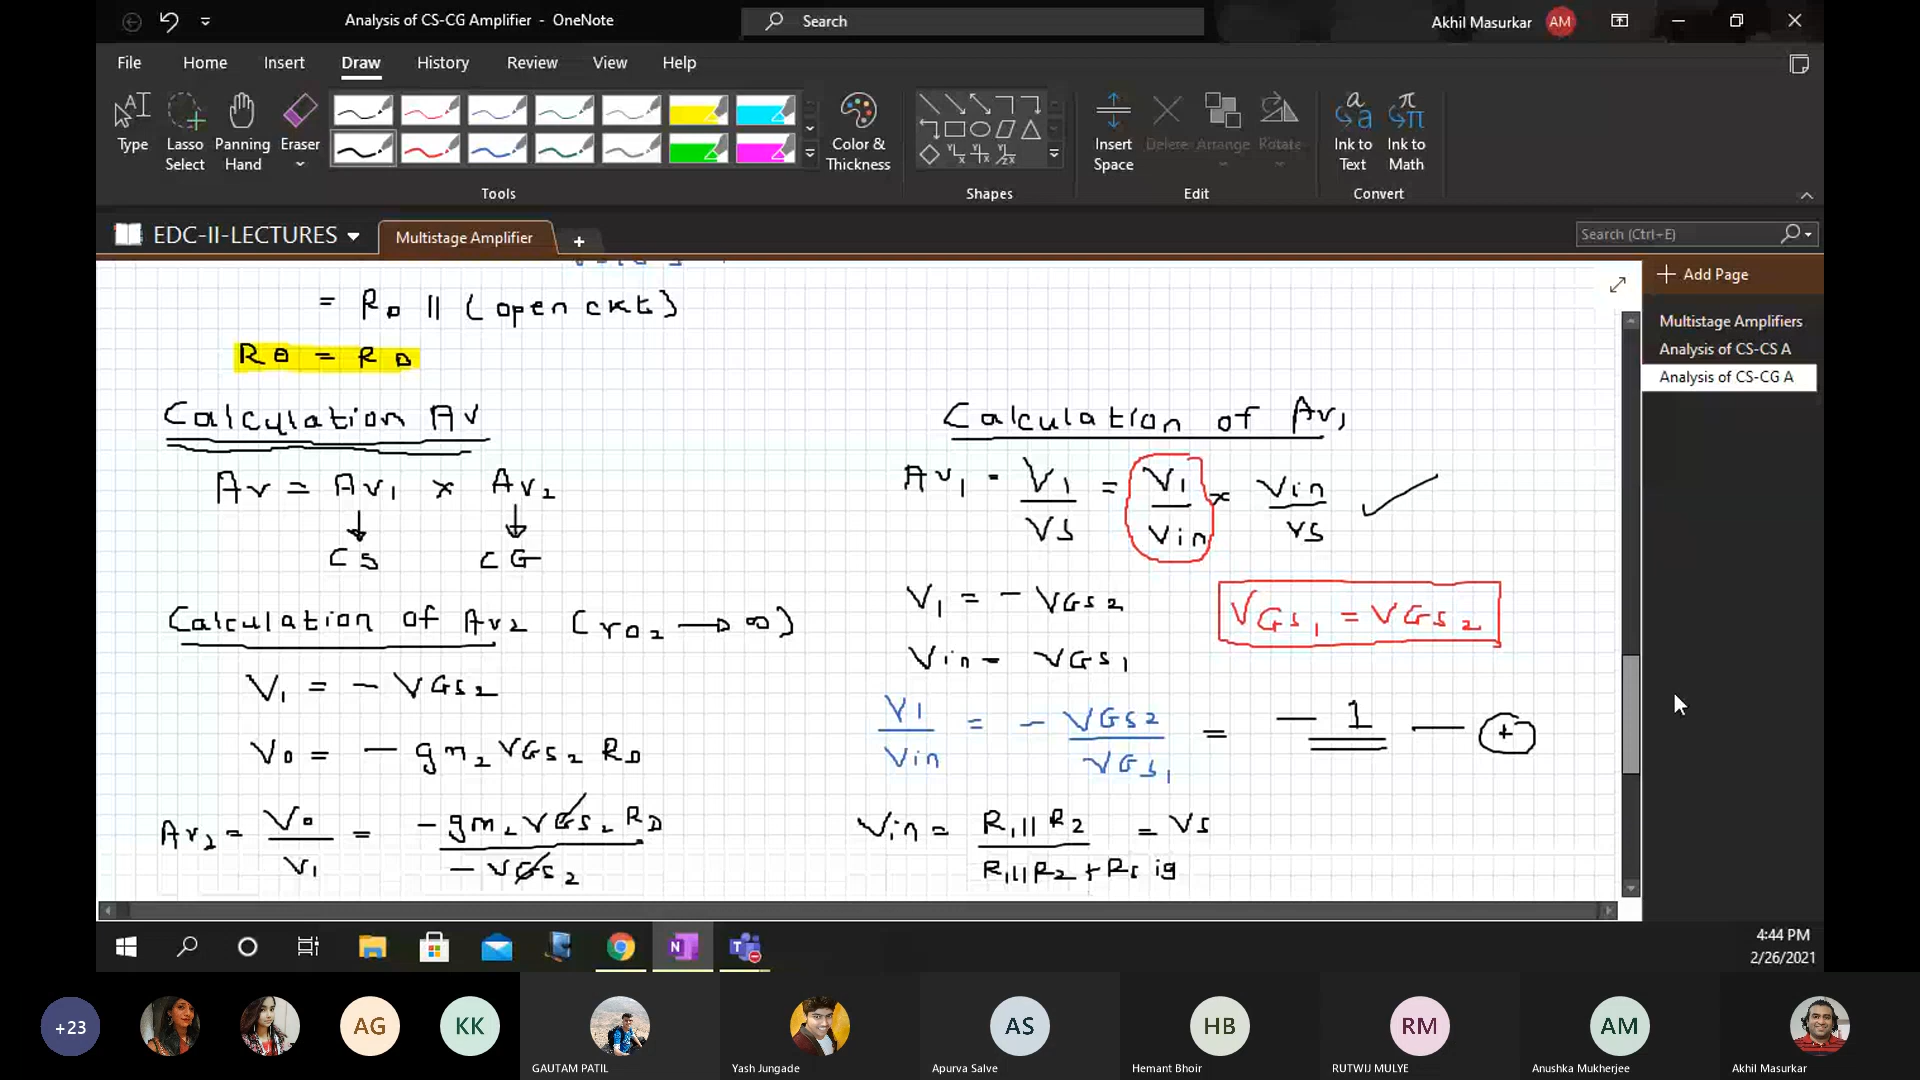 Analysis of CS-CG Amplifier - OneNote
Search
Akhil Masurkar AM
File Home Insert Draw History Review View Help
Type
Lasso Select
Panning Hand
Eraser
Color & Thickness
Insert Space
Delete
Arrange
Rotate
Ink to Text
Ink to Math
Tools
Shapes
Edit
Convert
EDC-II-LECTURES
Multistage Amplifier
+
Search (Ctrl+E)
Add Page
Multistage Amplifiers
Analysis of CS-CS A
Analysis of CS-CG A
= RD || (open ckt)
R0 = RD
Calculation Av
Av = Av1 x Av2
↓ ↓
CS CG
Calculation of Av2 (ro2 → ∞)
V1 = - VGS2
Vo = - gm2 VGS2 RD
Av2 = Vo / V1 = - gm2 VGS2 RD / - VGS2
Calculation of Av1
Av1 = V1 / VS = V1 / Vin x Vin / VS ✓
V1 = - VGS2
VGS1 = VGS2
Vin = VGS1
V1 / Vin = - VGS2 / VGS1 = - 1 — +
Vin = R1||R2 / R1||R2 + Rsig = VS
4:44 PM
2/26/2021
+23
AG
KK
GAUTAM PATIL
Yash Jungade
AS
Apurva Salve
HB
Hemant Bhoir
RM
RUTWIJ MULYE
AM
Anushka Mukherjee
Akhil Masurkar